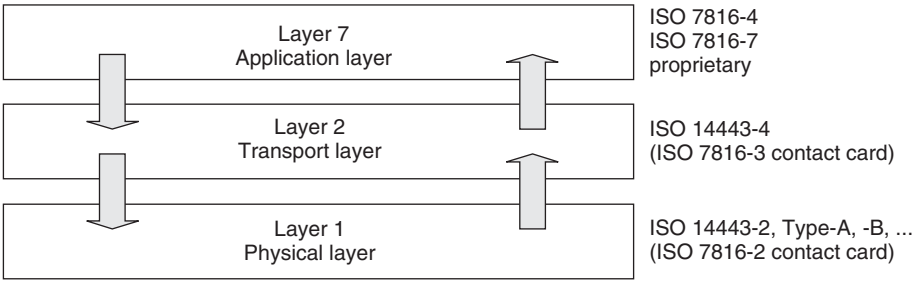 Layer 7
Application layer
ISO 7816-4
ISO 7816-7
proprietary
Layer 2
Transport layer
ISO 14443-4
(ISO 7816-3 contact card)
Layer 1
Physical layer
ISO 14443-2, Type-A, -B, ...
(ISO 7816-2 contact card)